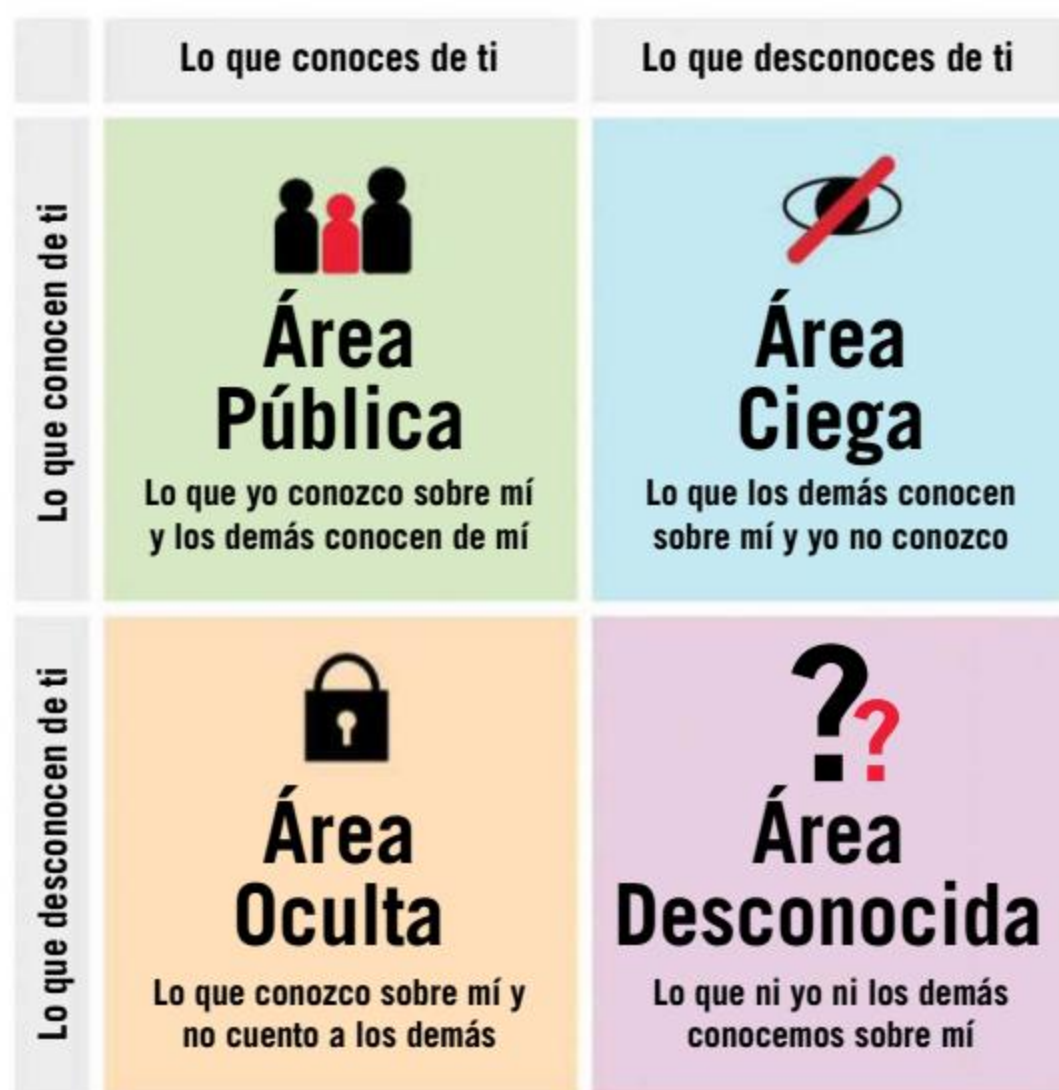 Lo que conoces de ti
Lo que desconoces de ti
Lo que conocen de ti
Área
Pública
Lo que yo conozco sobre mí
y los demás conocen de mí
Área
Ciega
Lo que los demás conocen
sobre mí y yo no conozco
Lo que desconocen de ti
Área
Oculta
Lo que conozco sobre mí y
no cuento a los demás
??
Área
Desconocida
Lo que ni yo ni los demás
conocemos sobre mí